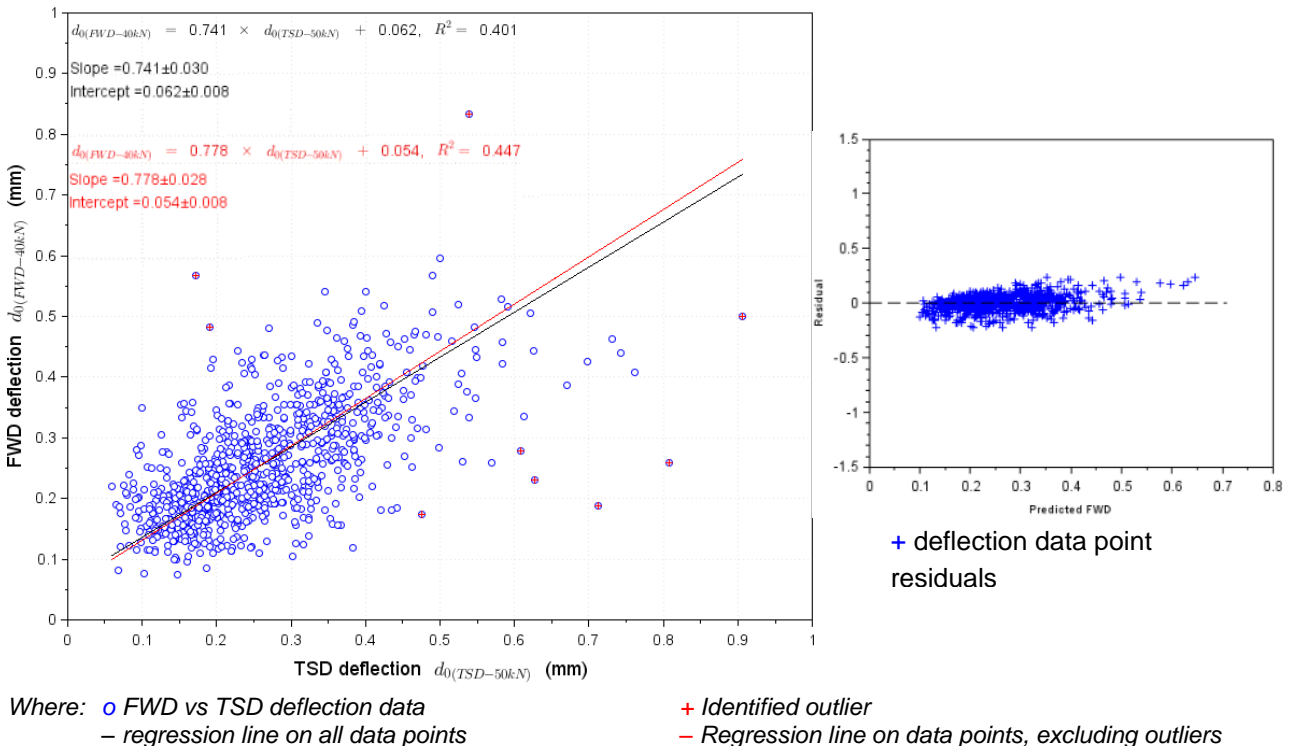 d0(FWD−40kN) = 0.741 × d0(TSD−50kN) + 0.062, R² = 0.401
Slope =0.741±0.030
Intercept =0.062±0.008
d0(FWD−40kN) = 0.778 × d0(TSD−50kN) + 0.054, R² = 0.447
Slope =0.778±0.028
Intercept =0.054±0.008
FWD deflection d0(FWD−40kN) (mm)
1
0.9
0.8
0.7
0.6
0.5
0.4
0.3
0.2
0.1
0
0 0.1 0.2 0.3 0.4 0.5 0.6 0.7 0.8 0.9 1
TSD deflection d0(TSD−50kN) (mm)
Residual
1.5
1
0.5
0
-0.5
-1
-1.5
0 0.1 0.2 0.3 0.4 0.5 0.6 0.7 0.8
Predicted FWD
+ deflection data point
residuals
Where: o FWD vs TSD deflection data
– regression line on all data points
+ Identified outlier
– Regression line on data points, excluding outliers